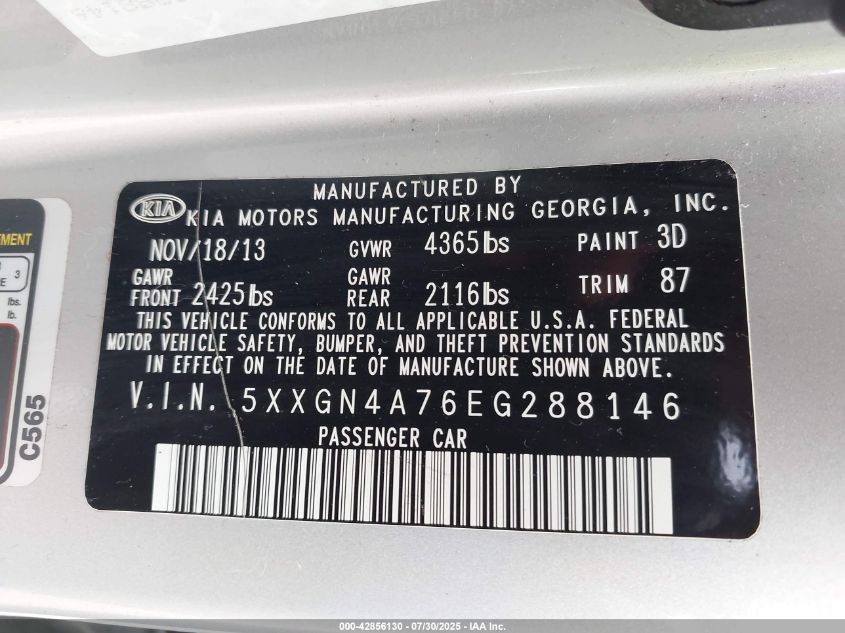 MANUFACTURED BY
KIA KIA MOTORS MANUFACTURING GEORGIA, INC.
NOV/18/13 GVWR 4365lbs PAINT 3D
GAWR FRONT 2425lbs GAWR REAR 2116lbs TRIM 87
THIS VEHICLE CONFORMS TO ALL APPLICABLE U.S.A. FEDERAL
MOTOR VEHICLE SAFETY, BUMPER, AND THEFT PREVENTION STANDARDS
IN EFFECT ON THE DATE OF MANUFACTURE SHOWN ABOVE.
V.I.N. 5XXGN4A76EG288146
PASSENGER CAR
3
lbs.
lb.
C565
000-42856130 - 07/30/2025 - IAA Inc.